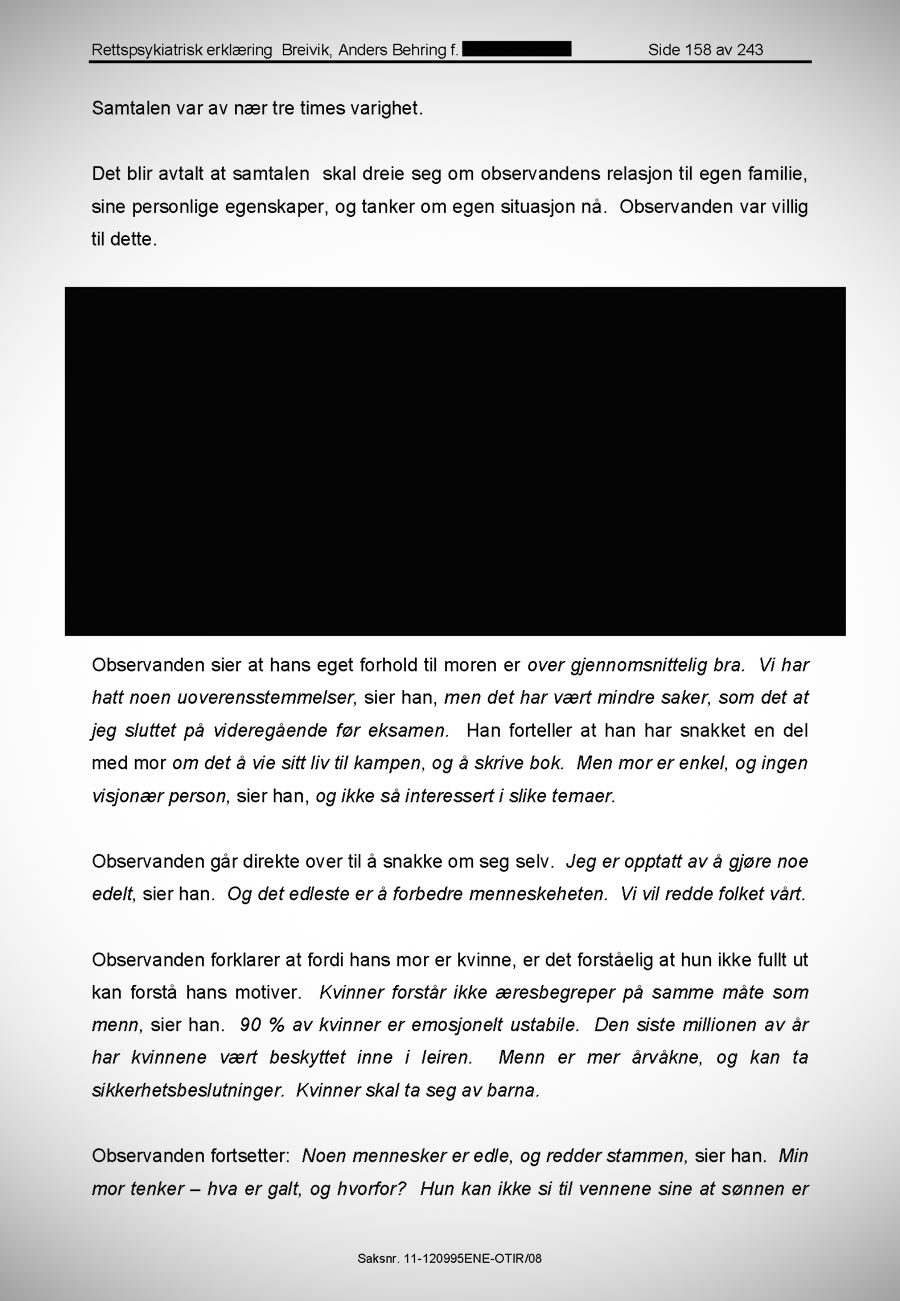 Rettspsykiatrisk erklæring Breivik, Anders Behring f. Side 158 av 243
Samtalen var av nær tre times varighet.
Det blir avtalt at samtalen skal dreie seg om observandens relasjon til egen familie,
sine personlige egenskaper, og tanker om egen situasjon nå. Observanden var villig
til dette.
Observanden sier at hans eget forhold til moren er over gjennomsnittelig bra. Vi har
hatt noen uoverensstemmelser, sier han, men det har vært mindre saker, som det at
jeg sluttet på videregående før eksamen. Han forteller at han har snakket en del
med mor om det å vie sitt liv til kampen, og å skrive bok. Men mor er enkel, og ingen
visjonær person, sier han, og ikke så interessert i slike temaer.
Observanden går direkte over til å snakke om seg selv. Jeg er opptatt av å gjøre noe
edelt, sier han. Og det edleste er å forbedre menneskeheten. Vi vil redde folket vårt.
Observanden forklarer at fordi hans mor er kvinne, er det forståelig at hun ikke fullt ut
kan forstå hans motiver. Kvinner forstår ikke æresbegreper på samme måte som
menn, sier han. 90 % av kvinner er emosjonelt ustabile. Den siste millionen av år
har kvinnene vært beskyttet inne i leiren. Menn er mer årvåkne, og kan ta
sikkerhetsbeslutninger. Kvinner skal ta seg av barna.
Observanden fortsetter: Noen mennesker er edle, og redder stammen, sier han. Min
mor tenker – hva er galt, og hvorfor? Hun kan ikke si til vennene sine at sønnen er
Saksnr. 11-120995ENE-OTIR/08